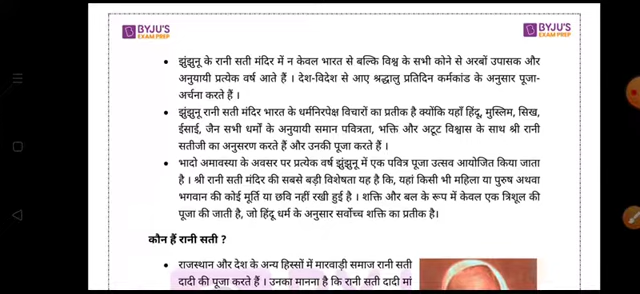 BYJU'S
EXAM PREP
BYJU'S
EXAM PREP
• झुंझुनू के रानी सती मंदिर में न केवल भारत से बल्कि विश्व के सभी कोने से अरबों उपासक और
अनुयायी प्रत्येक वर्ष आते हैं । देश-विदेश से आए श्रद्धालु प्रतिदिन कर्मकांड के अनुसार पूजा-
अर्चना करते हैं ।
• झुंझुनू रानी सती मंदिर भारत के धर्मनिरपेक्ष विचारों का प्रतीक है क्योंकि यहाँ हिंदू, मुस्लिम, सिख,
ईसाई, जैन सभी धर्मों के अनुयायी समान पवित्रता, भक्ति और अटूट विश्वास के साथ श्री रानी
सतीजी का अनुसरण करते हैं और उनकी पूजा करते हैं ।
• भादो अमावस्या के अवसर पर प्रत्येक वर्ष झुंझुनू में एक पवित्र पूजा उत्सव आयोजित किया जाता
है । श्री रानी सती मंदिर की सबसे बड़ी विशेषता यह है कि, यहां किसी भी महिला या पुरुष अथवा
भगवान की कोई मूर्ति या छवि नहीं रखी हुई है । शक्ति और बल के रूप में केवल एक त्रिशूल की
पूजा की जाती है, जो हिंदू धर्म के अनुसार सर्वोच्च शक्ति का प्रतीक है।
कौन हैं रानी सती ?
• राजस्थान और देश के अन्य हिस्सों में मारवाड़ी समाज रानी सती
दादी की पूजा करते हैं । उनका मानना है कि रानी सती दादी मां